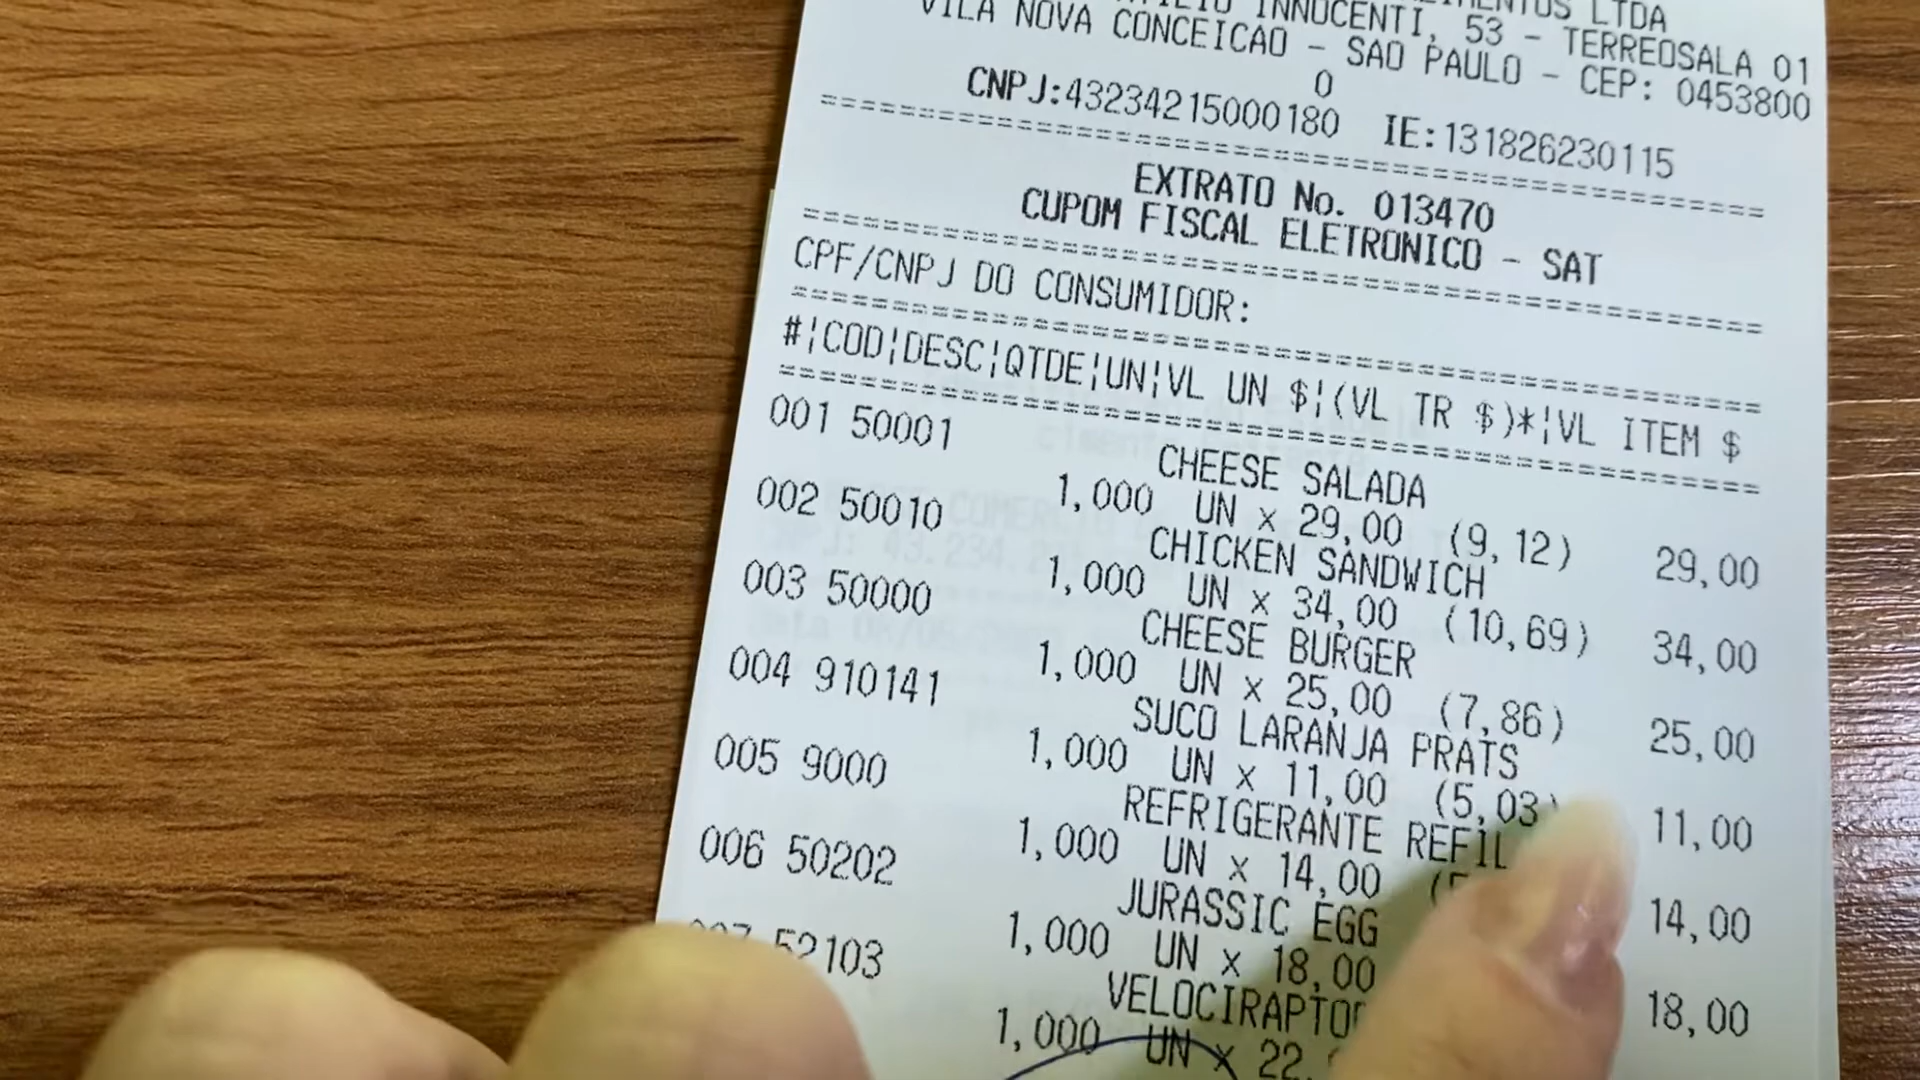 INNOCENTI, 53 - TERREOSALA 01
VILA NOVA CONCEICAO - SAO PAULO - CEP: 0453800
0
CNPJ:43234215000180 IE:131826230115
EXTRATO No. 013470
CUPOM FISCAL ELETRONICO - SAT
CPF/CNPJ DO CONSUMIDOR:
#¦COD¦DESC¦QTDE¦UN¦VL UN $¦(VL TR $)*¦VL ITEM $
001 50001 CHEESE SALADA
1,000 UN x 29,00 (9,12) 29,00
002 50010 CHICKEN SANDWICH
1,000 UN x 34,00 (10,69) 34,00
003 50000 CHEESE BURGER
1,000 UN x 25,00 (7,86) 25,00
004 910141 SUCO LARANJA PRATS
1,000 UN x 11,00 (5,03) 11,00
005 9000 REFRIGERANTE REFIL
1,000 UN x 14,00 14,00
006 50202 JURASSIC EGG
1,000 UN x 18,00 18,00
52103
1,000 UN x